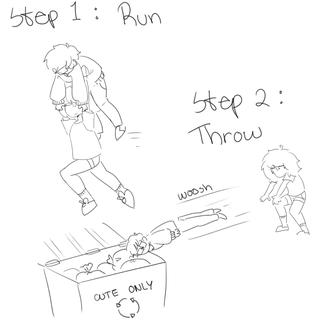 Step 1: Run
Step 2:
Throw
woosh
CUTE ONLY